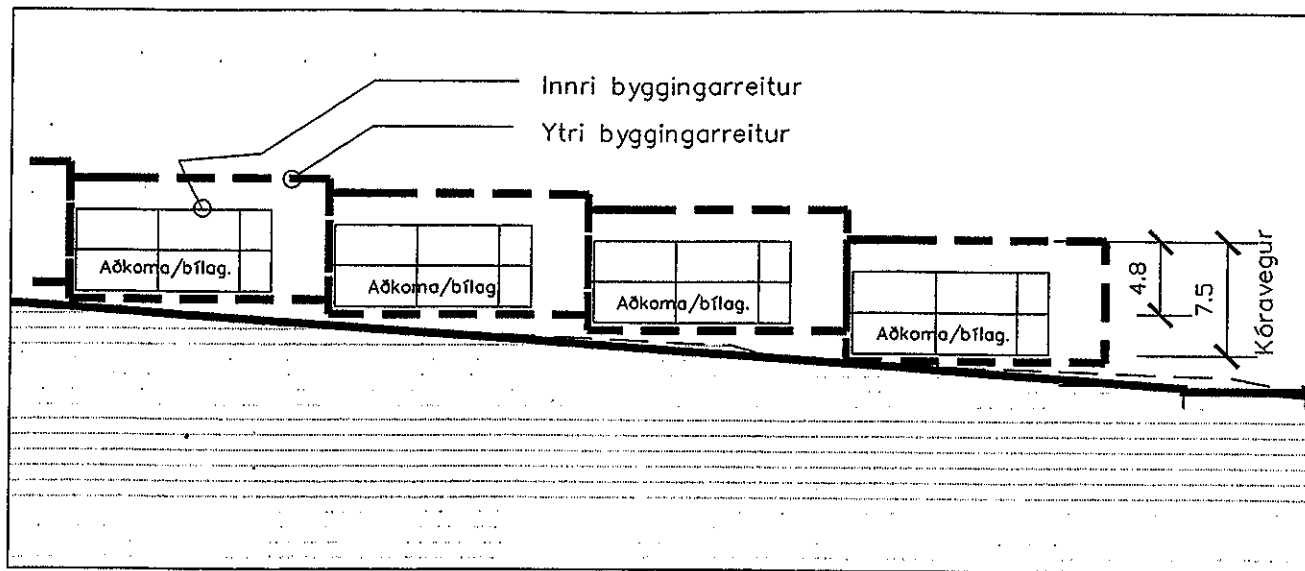 Innri byggingarreitur
Ytri byggingarreitur
Aðkoma/bílag.
Aðkoma/bílag
Aðkoma/bílag.
Aðkoma/bílag.
4.8
7.5
Kóravegur